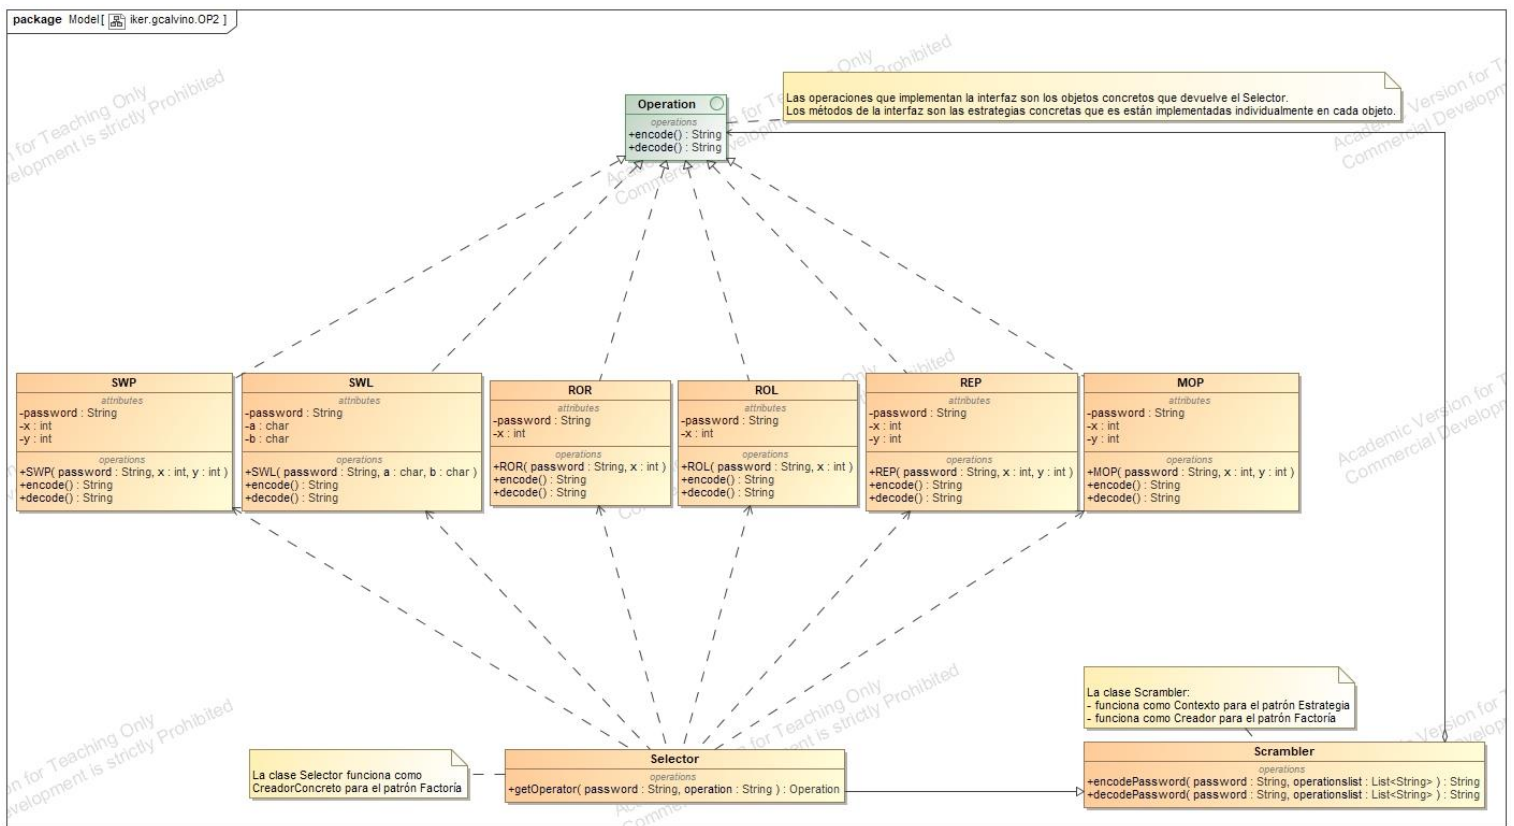 package Model[ iker.gcalvino.OP2 ]
Operation
operations
+encode() : String
+decode() : String
Las operaciones que implementan la interfaz son los objetos concretos que devuelve el Selector.
Los métodos de la interfaz son las estrategias concretas que es están implementadas individualmente en cada objeto.
SWP
attributes
-password : String
-x : int
-y : int
operations
+SWP( password : String, x : int, y : int )
+encode() : String
+decode() : String
SWL
attributes
-password : String
-a : char
-b : char
operations
+SWL( password : String, a : char, b : char )
+encode() : String
+decode() : String
ROR
attributes
-password : String
-x : int
operations
+ROR( password : String, x : int )
+encode() : String
+decode() : String
ROL
attributes
-password : String
-x : int
operations
+ROL( password : String, x : int )
+encode() : String
+decode() : String
REP
attributes
-password : String
-x : int
-y : int
operations
+REP( password : String, x : int, y : int )
+encode() : String
+decode() : String
MOP
attributes
-password : String
-x : int
-y : int
operations
+MOP( password : String, x : int, y : int )
+encode() : String
+decode() : String
La clase Scrambler:
- funciona como Contexto para el patrón Estrategia
- funciona como Creador para el patrón Factoría
La clase Selector funciona como
CreadorConcreto para el patrón Factoría
Selector
operations
+getOperator( password : String, operation : String ) : Operation
Scrambler
operations
+encodePassword( password : String, operationslist : List<String> ) : String
+decodePassword( password : String, operationslist : List<String> ) : String